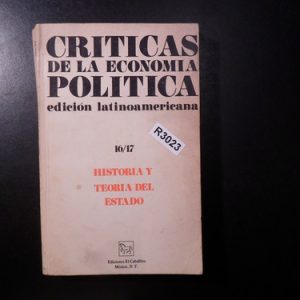 CRITICAS
DE LA ECONOMIA
POLITICA
edición latinoamericana
R3023
16/17
HISTORIA Y
TEORIA DEL
ESTADO
Ediciones El Caballito
México, D. F.